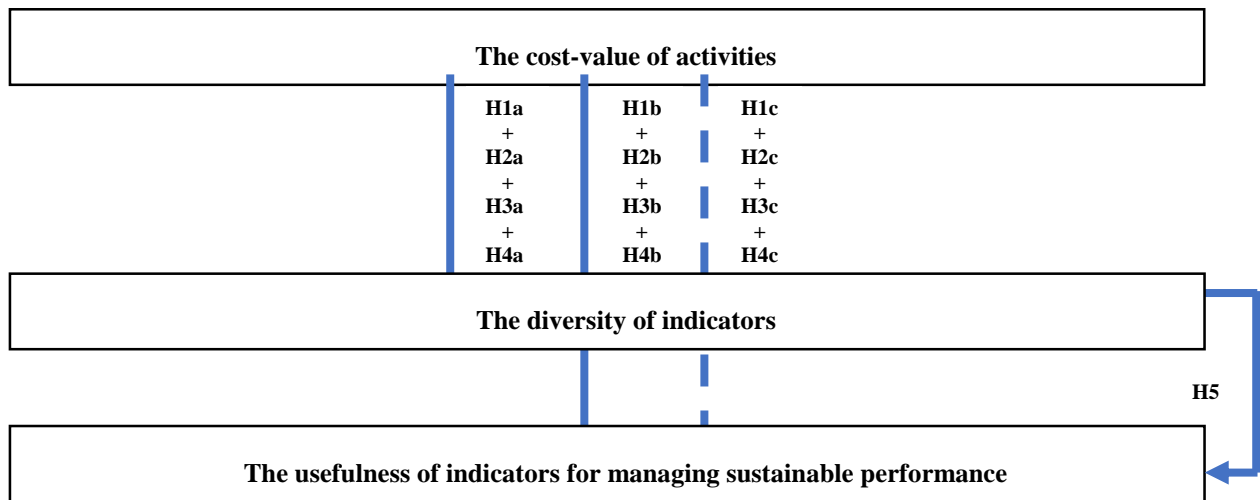 The cost-value of activities
H1a H1b H1c
+ + +
H2a H2b H2c
+ + +
H3a H3b H3c
+ + +
H4a H4b H4c
The diversity of indicators
H5
The usefulness of indicators for managing sustainable performance